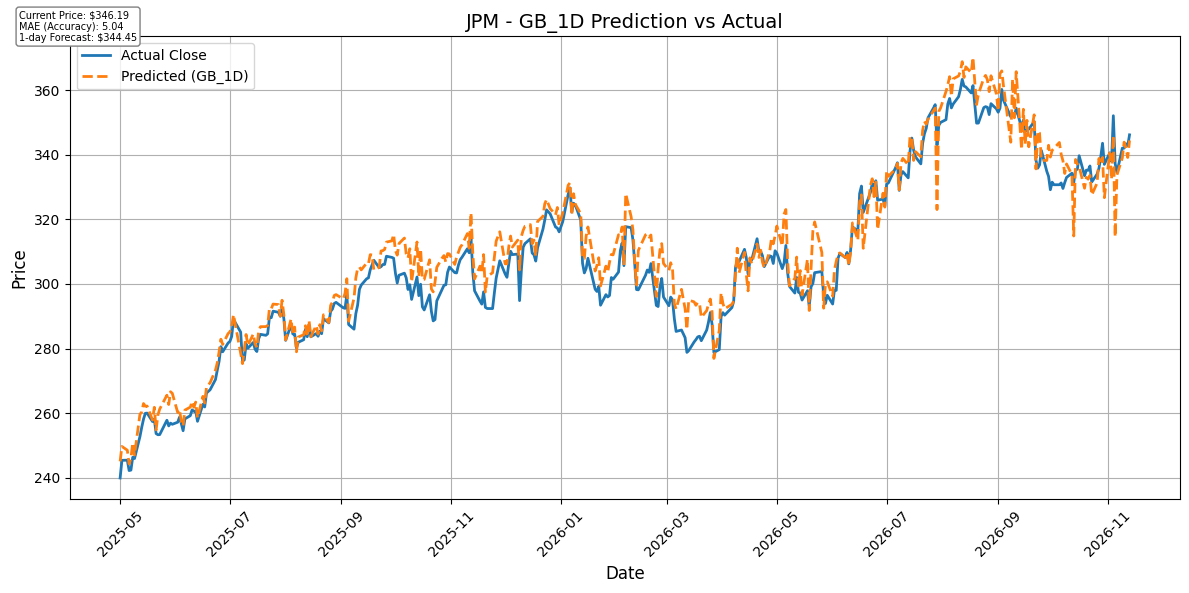 JPM - GB_1D Prediction vs Actual
Current Price: $346.19
MAE (Accuracy): 5.04
1-day Forecast: $344.45
Actual Close
Predicted (GB_1D)
Price
360
340
320
300
280
260
240
2025-05
2025-07
2025-09
2025-11
2026-01
2026-03
2026-05
2026-07
2026-09
2026-11
Date